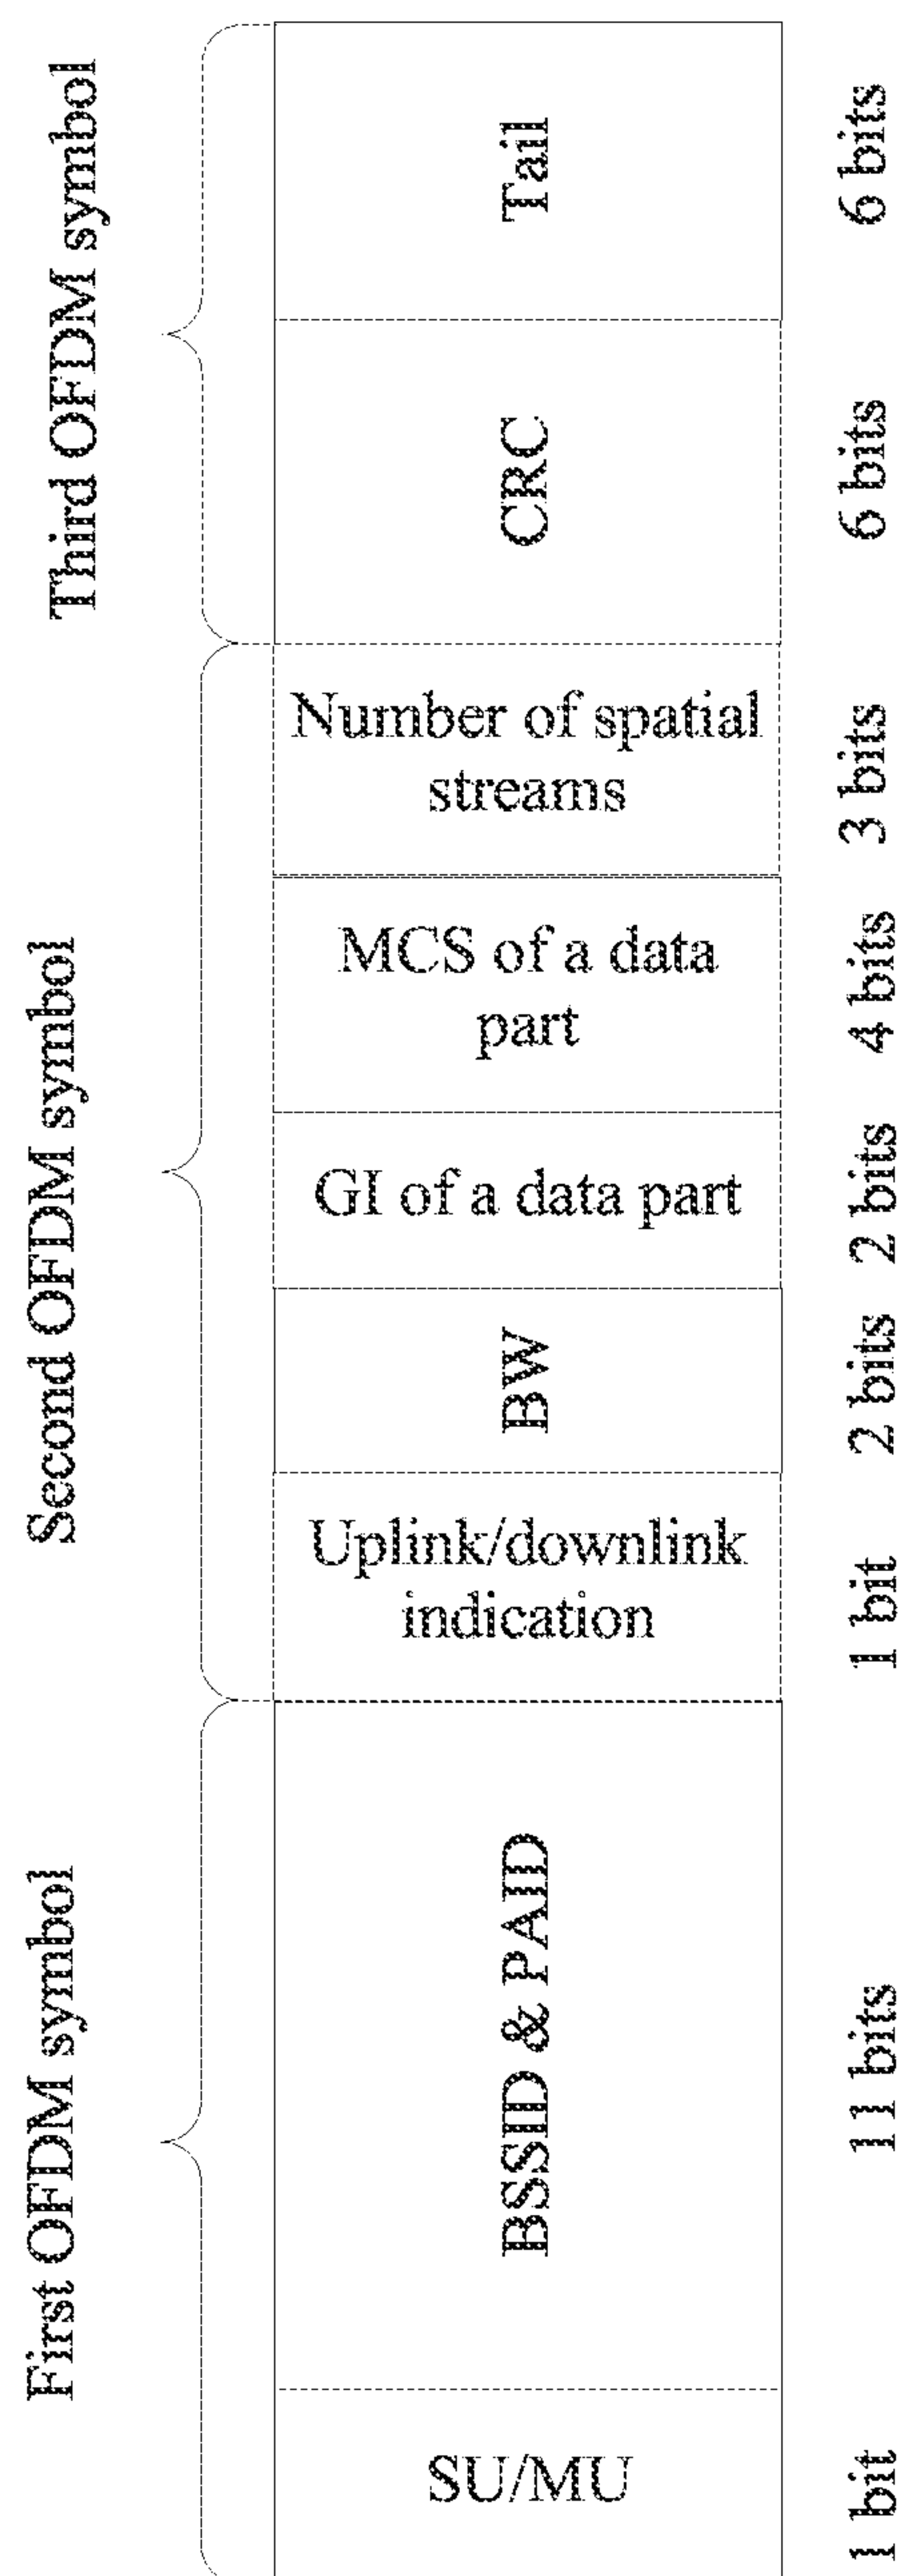 Third OFDM symbol
Tail
6 bits
CRC
6 bits
Second OFDM symbol
Number of spatial
streams
3 bits
MCS of a data
part
4 bits
GI of a data part
2 bits
BW
2 bits
Uplink/downlink
indication
1 bit
First OFDM symbol
BSSID & PAID
11 bits
SU/MU
1 bit